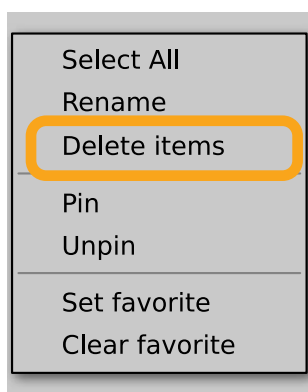 Select All
Rename
Delete items
Pin
Unpin
Set favorite
Clear favorite